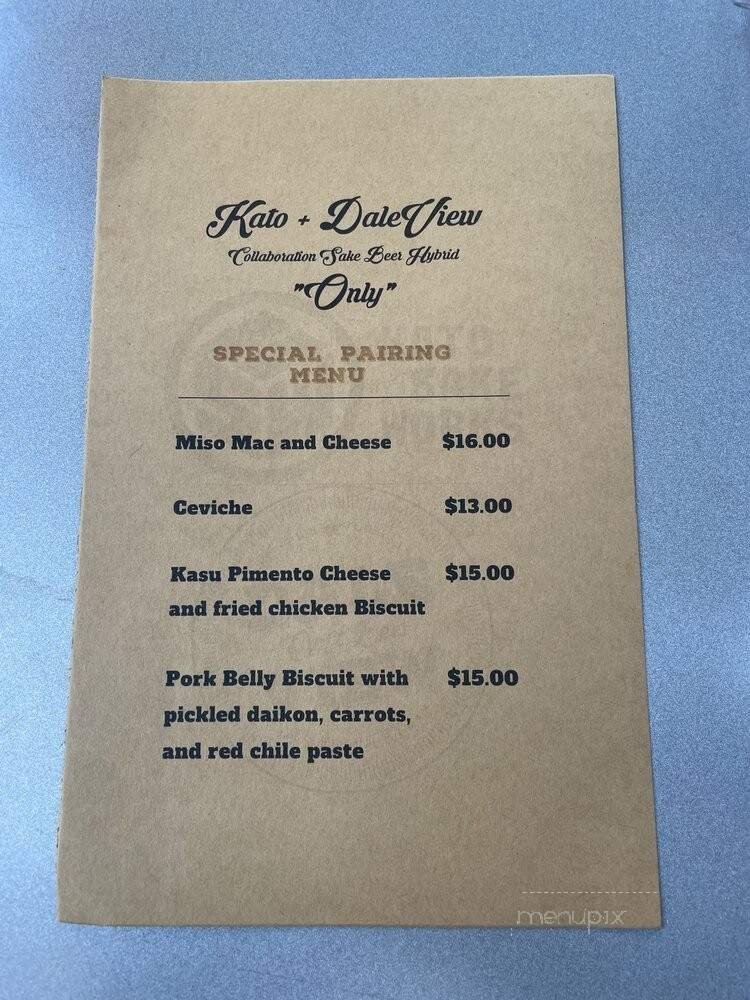 Kato + DaleView
Collaboration Sake Beer Hybrid
"Only"
SPECIAL PAIRING
MENU
Miso Mac and Cheese $16.00
Ceviche $13.00
Kasu Pimento Cheese $15.00
and fried chicken Biscuit
Pork Belly Biscuit with $15.00
pickled daikon, carrots,
and red chile paste
menupix